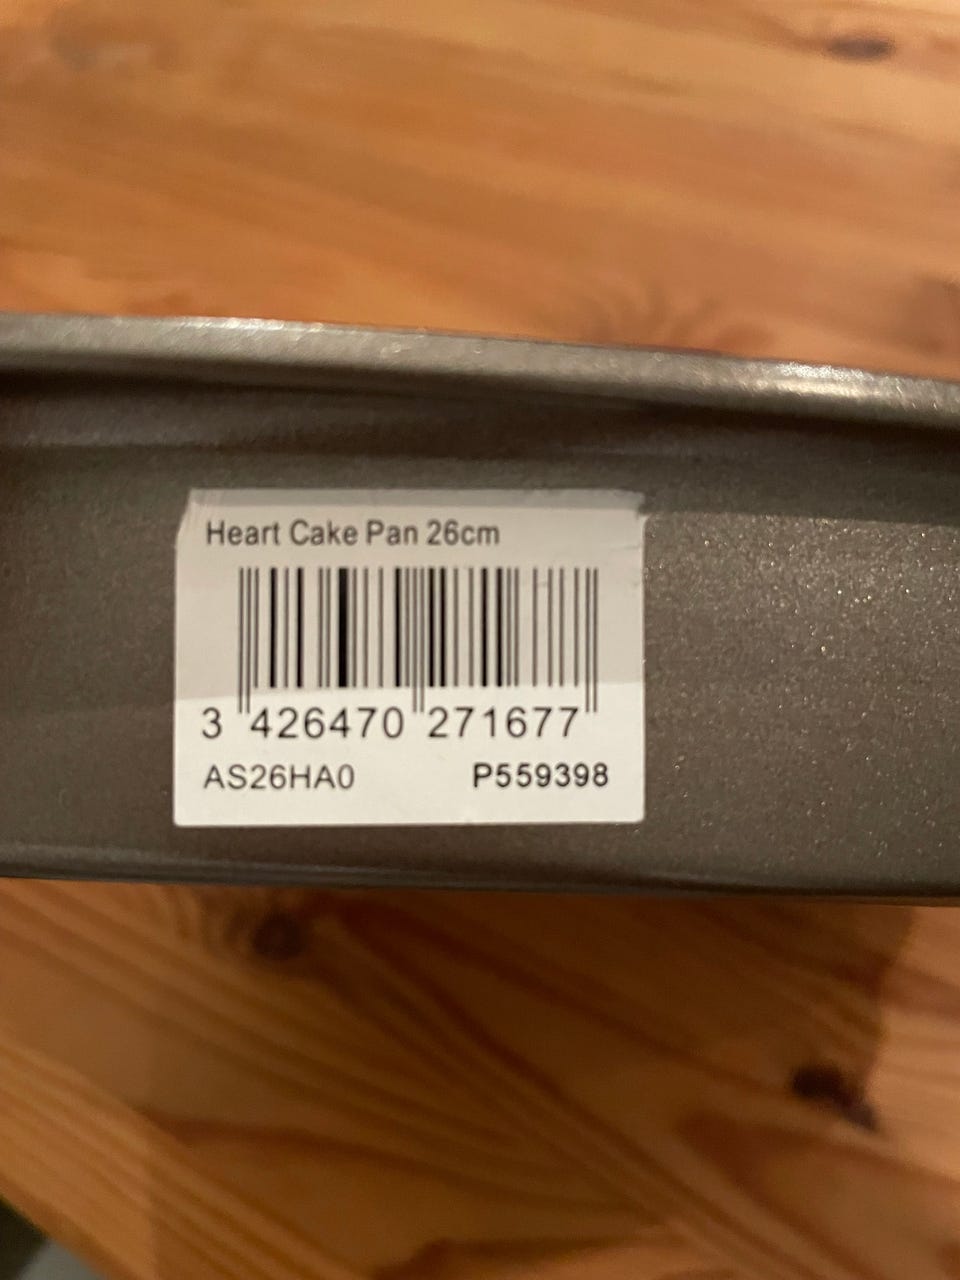 Heart Cake Pan 26cm
3 426470 271677
AS26HA0 P559398